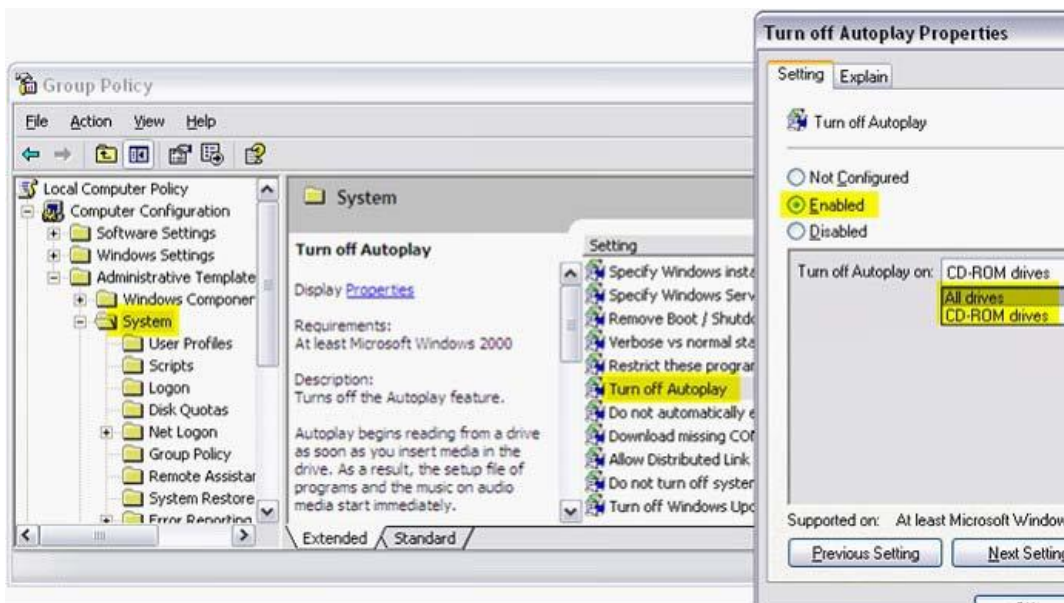 Group Policy
File Action View Help
Local Computer Policy
Computer Configuration
Software Settings
Windows Settings
Administrative Template
Windows Componer
System
User Profiles
Scripts
Logon
Disk Quotas
Net Logon
Group Policy
Remote Assistar
System Restore
Error Reporting
System
Turn off Autoplay
Display Properties
Requirements:
At least Microsoft Windows 2000
Description:
Turns off the Autoplay feature.
Autoplay begins reading from a drive
as soon as you insert media in the
drive. As a result, the setup file of
programs and the music on audio
media start immediately.
Setting
Specify Windows insta
Specify Windows Serv
Remove Boot / Shutdo
Verbose vs normal sta
Restrict these program
Turn off Autoplay
Do not automatically e
Download missing COM
Allow Distributed Link
Do not turn off system
Turn off Windows Upd
Extended Standard
Turn off Autoplay Properties
Setting Explain
Turn off Autoplay
Not Configured
Enabled
Disabled
Turn off Autoplay on: CD-ROM drives
All drives
CD-ROM drives
Supported on: At least Microsoft Window
Previous Setting Next Setting